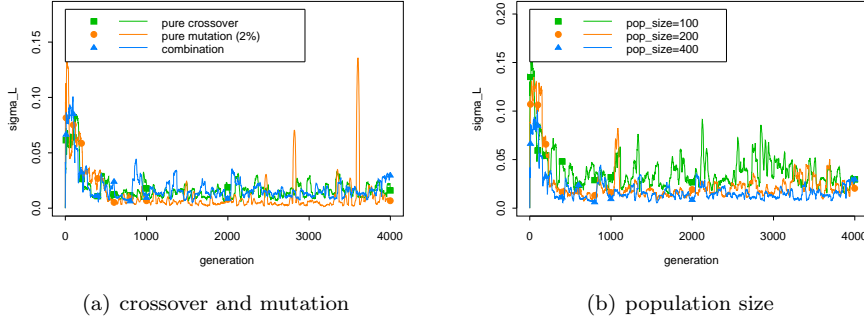 pure crossover
pure mutation (2%)
combination
sigma_L
0.15
0.10
0.05
0.0
0 1000 2000 3000 4000
generation
(a) crossover and mutation
pop_size=100
pop_size=200
pop_size=400
sigma_L
0.20
0.15
0.10
0.05
0.0
0 1000 2000 3000 4000
generation
(b) population size